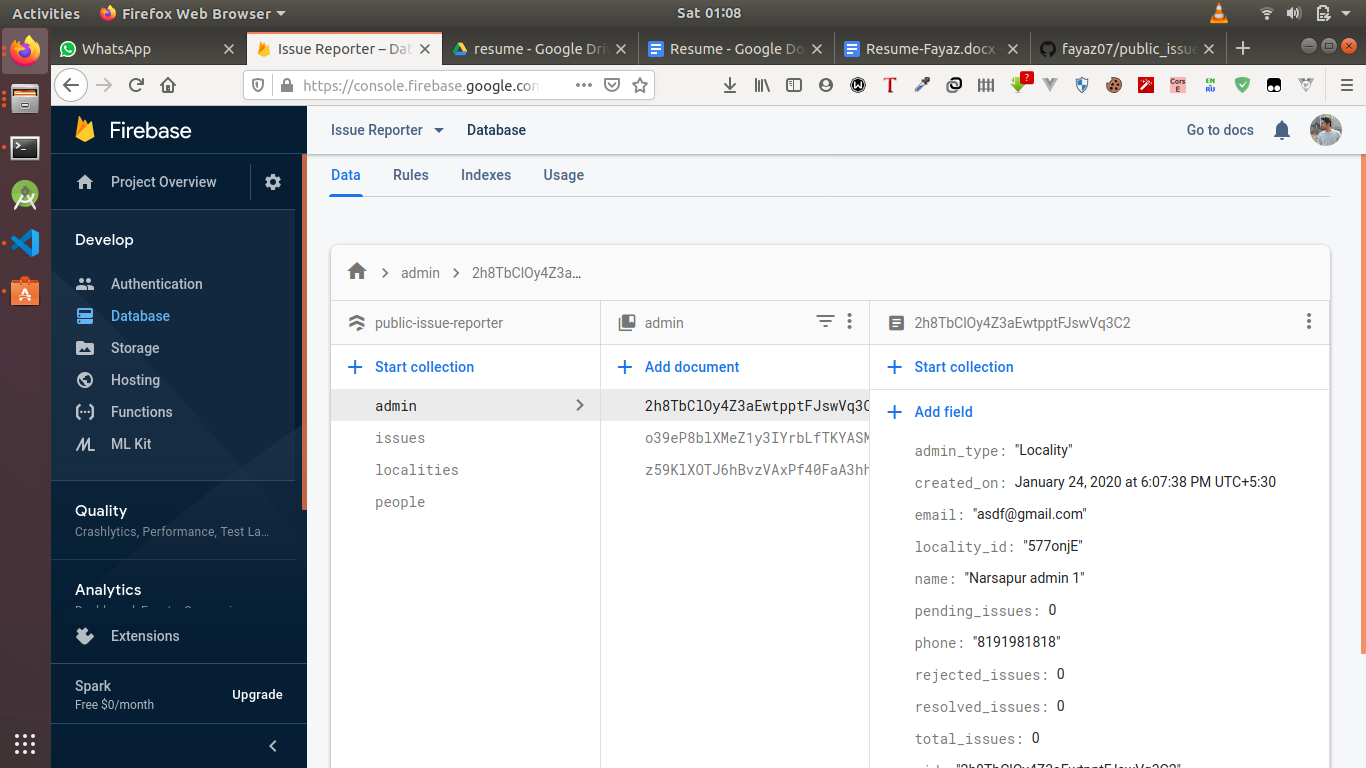 Activities Firefox Web Browser Sat 01:08
WhatsApp Issue Reporter – Dat resume - Google Driv Resume - Google Do Resume-Fayaz.docx fayaz07/public_issue
https://console.firebase.google.con
?
Cors E
EN RU
Firebase
Issue Reporter Database Go to docs
Project Overview
Data Rules Indexes Usage
Develop
Authentication
Database
Storage
Hosting
Functions
ML Kit
Quality
Crashlytics, Performance, Test La...
Analytics
Extensions
Spark
Free $0/month
Upgrade
admin 2h8TbClOy4Z3a...
public-issue-reporter admin 2h8TbClOy4Z3aEwtpptFJswVq3C2
Start collection Add document Start collection
admin 2h8TbClOy4Z3aEwtpptFJswVq3C Add field
issues o39eP8blXMeZ1y3IYrbLfTKYASM
localities z59KlXOTJ6hBvzVAxPf40FaA3hh
people
admin_type: "Locality"
created_on: January 24, 2020 at 6:07:38 PM UTC+5:30
email: "asdf@gmail.com"
locality_id: "577onjE"
name: "Narsapur admin 1"
pending_issues: 0
phone: "8191981818"
rejected_issues: 0
resolved_issues: 0
total_issues: 0
"2h8TbClOy4Z3aEwtpptFJswVq3C2"